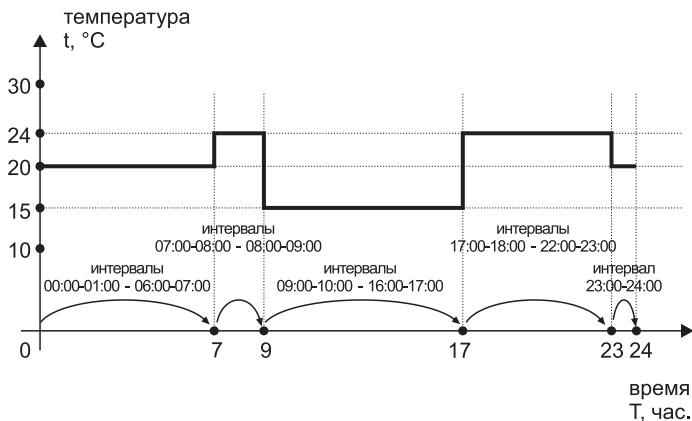 температура
t, °C
30
24
20
15
10
интервалы
07:00-08:00 - 08:00-09:00
интервалы
17:00-18:00 - 22:00-23:00
интервалы
00:00-01:00 - 06:00-07:00
интервалы
09:00-10:00 - 16:00-17:00
интервал
23:00-24:00
0 7 9 17 23 24
время
T, час.